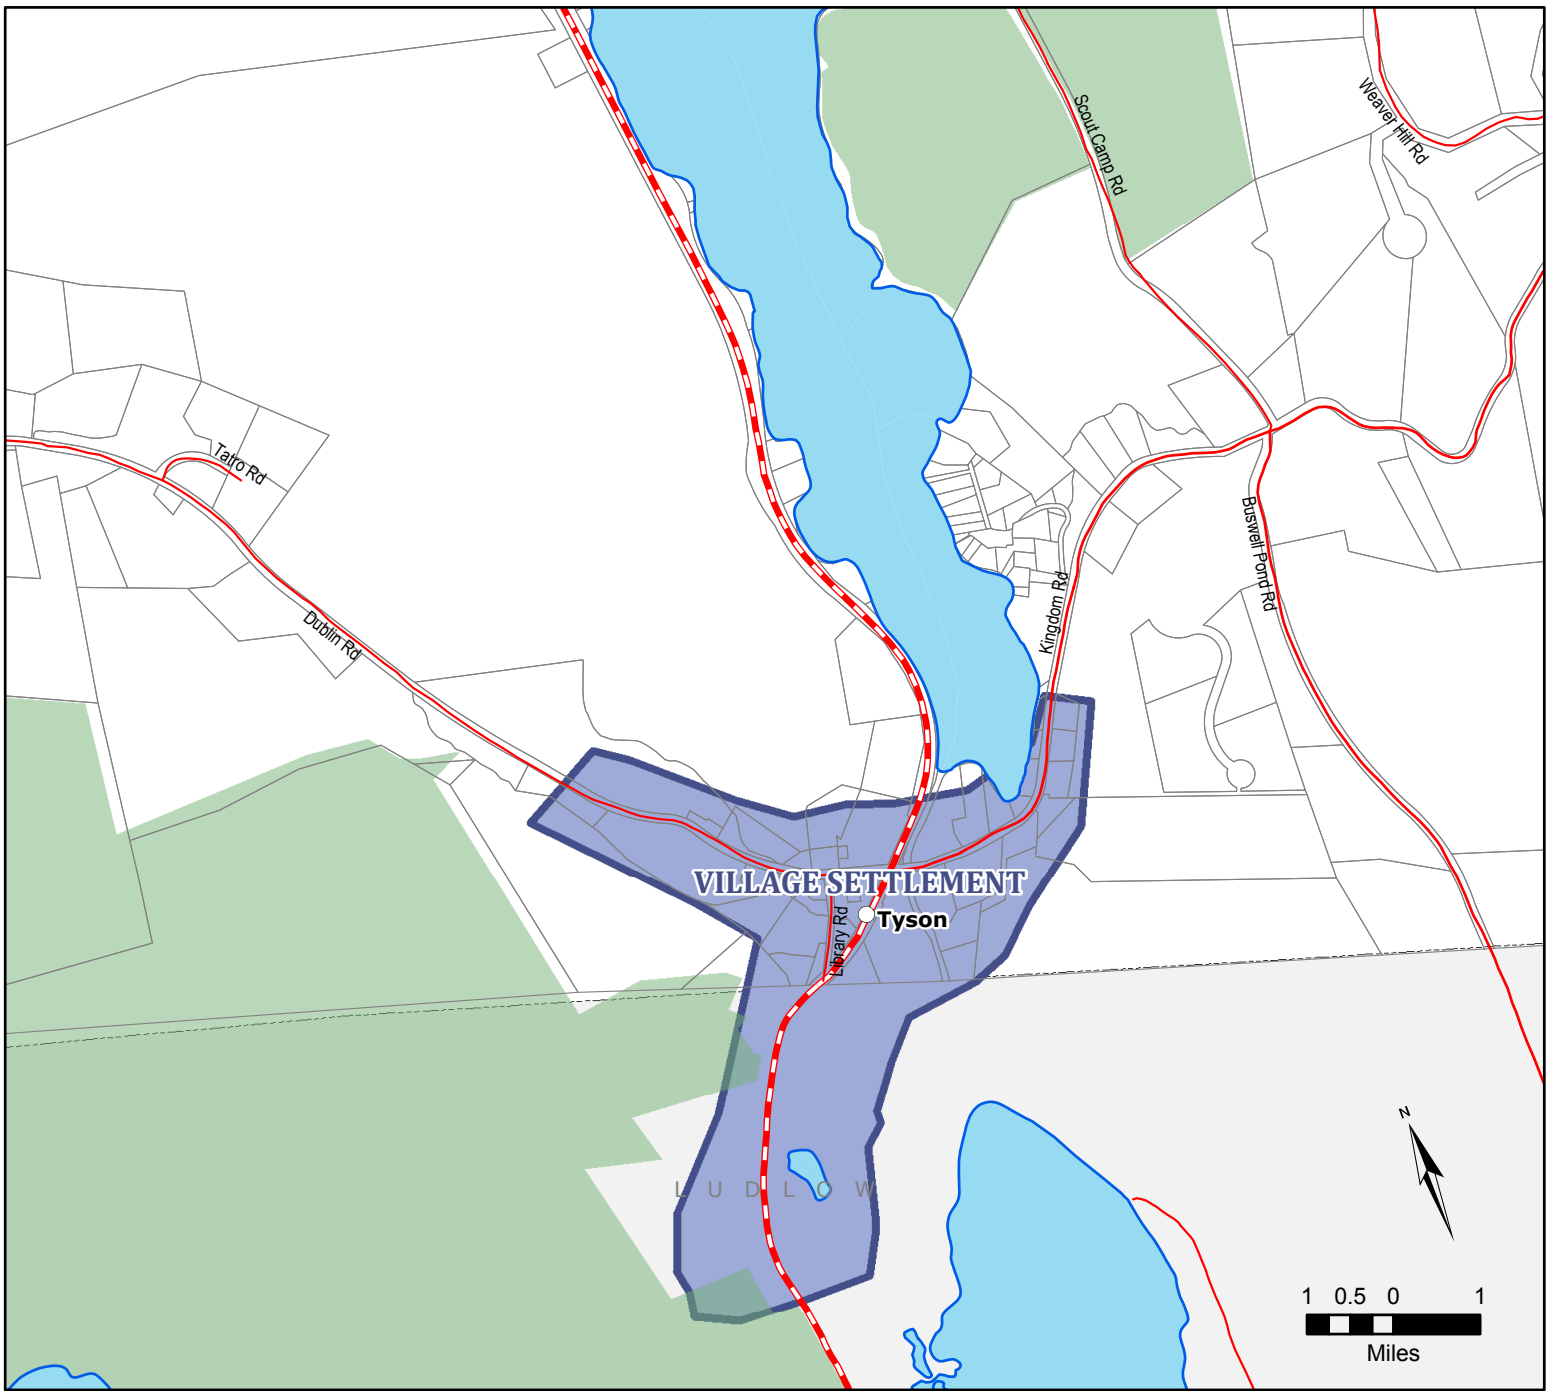 Scout Camp Rd
Weaver Hill Rd
Tatro Rd
Buswell Pond Rd
Kingdom Rd
Dublin Rd
VILLAGE SETTLEMENT
Tyson
Library Rd
N
LUDLOW
1 0.5 0 1
Miles